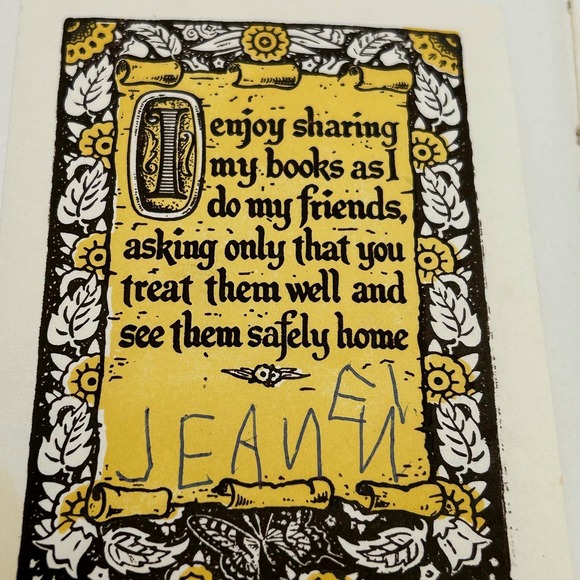 I enjoy sharing
my books as I
do my friends,
asking only that you
treat them well and
see them safely home
JEANNE